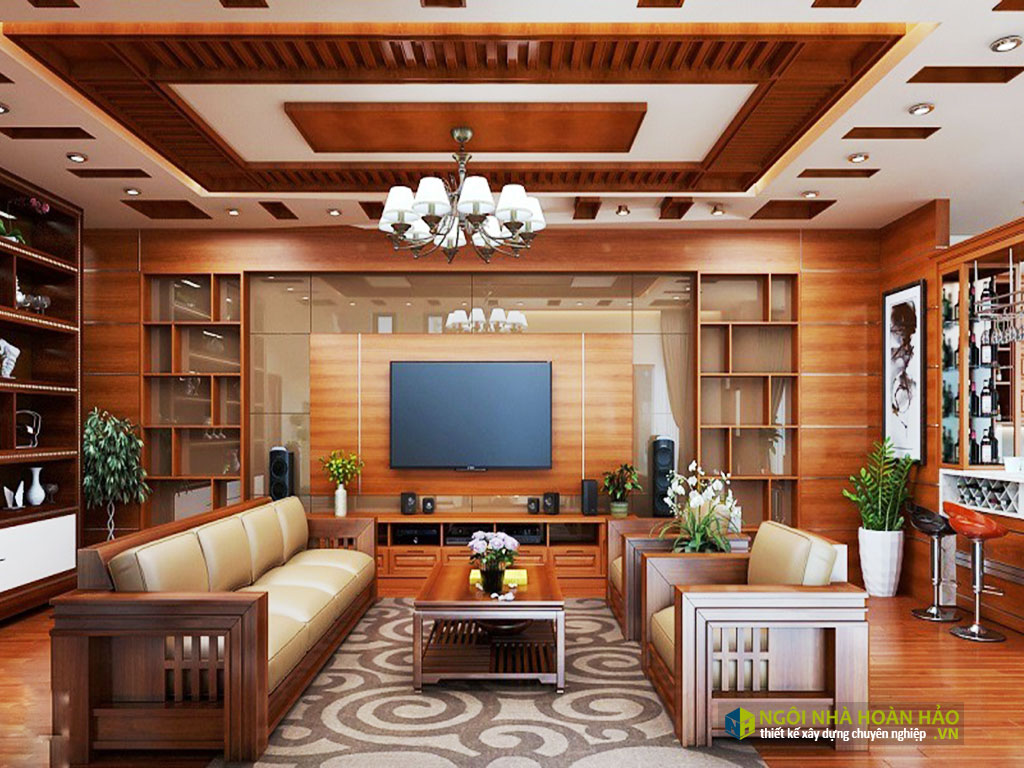 NGÔI NHÀ HOÀN HẢO
thiết kế xây dựng chuyên nghiệp .VN